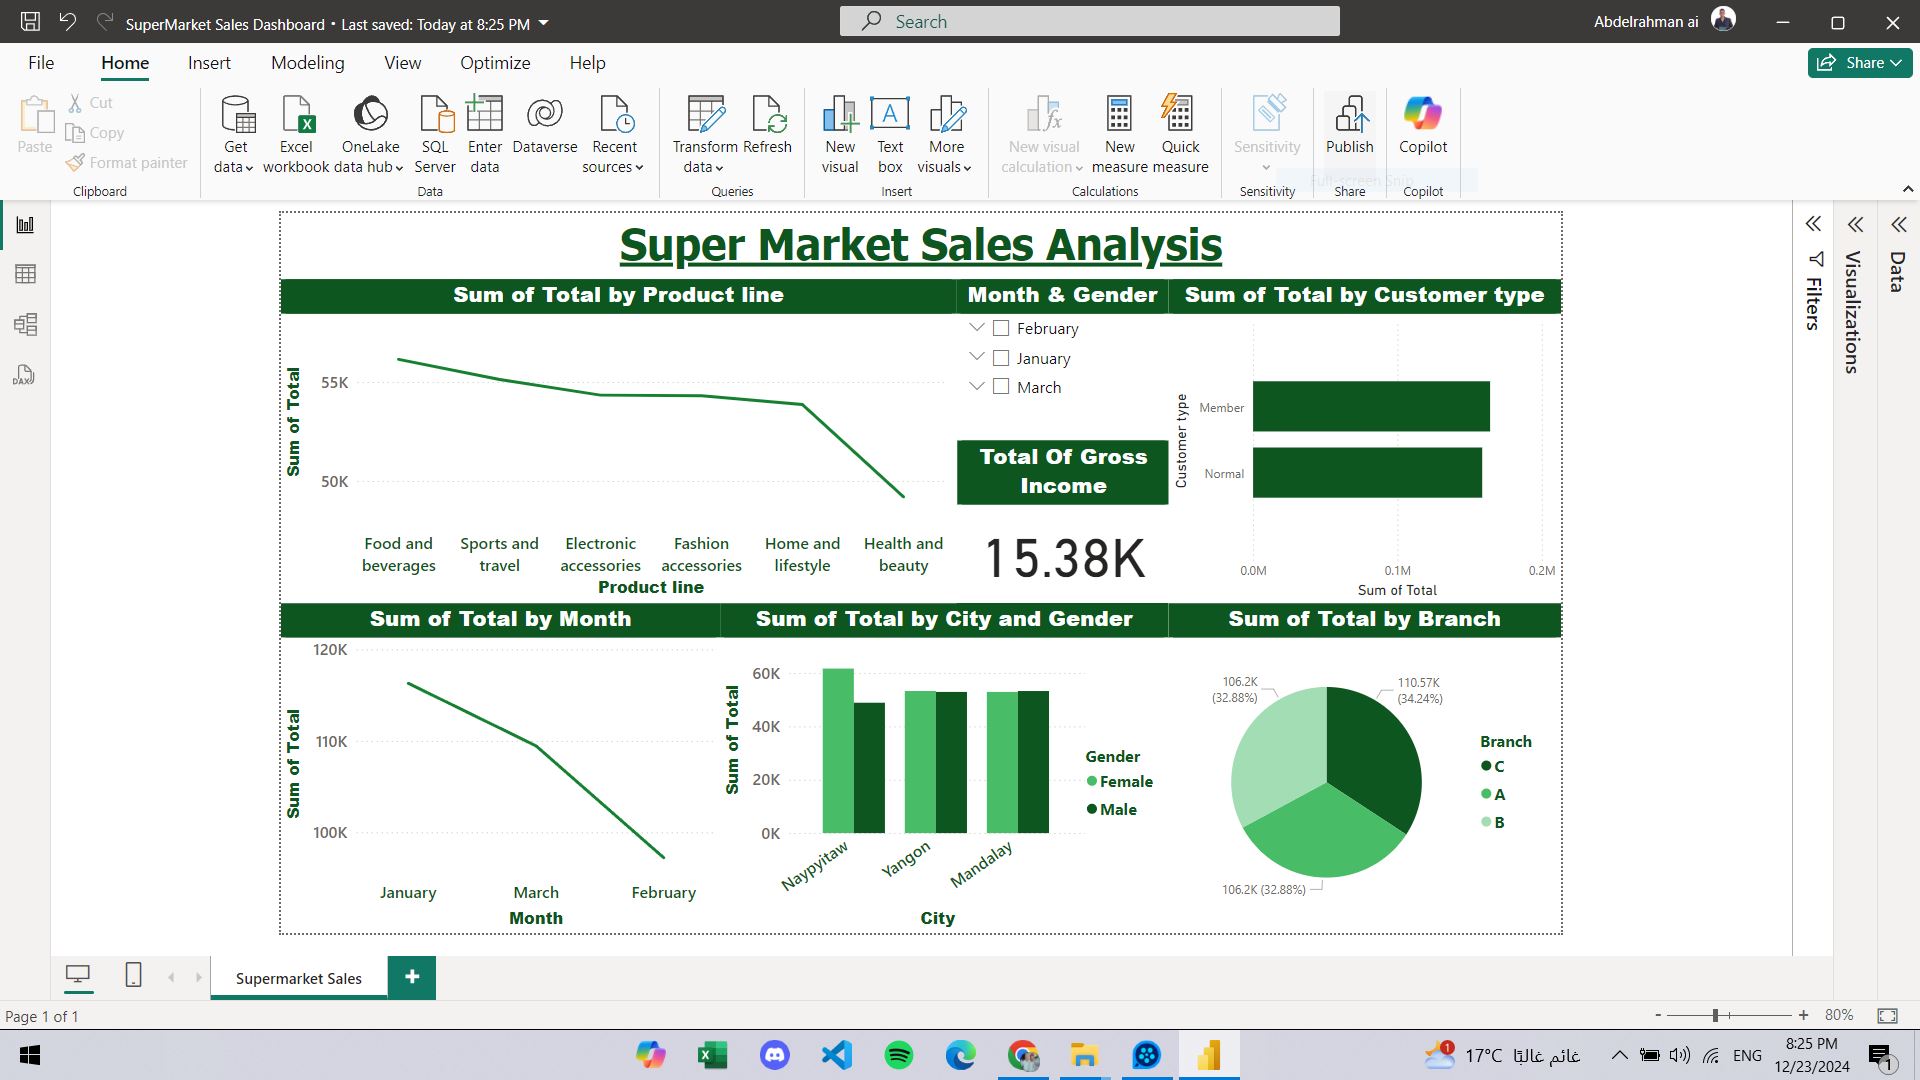 SuperMarket Sales Dashboard • Last saved: Today at 8:25 PM
Search
Abdelrahman ai
File Home Insert Modeling View Optimize Help
Share
Paste
Cut
Copy
Format painter
Clipboard
Get data
Excel workbook
OneLake data hub
SQL Server
Enter data
Dataverse
Recent sources
Data
Transform data
Refresh
Queries
New visual
Text box
More visuals
Insert
New visual calculation
New measure
Quick measure
Calculations
Sensitivity
Sensitivity
Publish
Full-screen Snip
Share
Copilot
Copilot
Super Market Sales Analysis
Sum of Total by Product line
Sum of Total
55K
50K
Food and beverages
Sports and travel
Electronic accessories
Fashion accessories
Home and lifestyle
Health and beauty
Product line
Month & Gender
February
January
March
Total Of Gross
Income
15.38K
Sum of Total by Customer type
Customer type
Member
Normal
0.0M 0.1M 0.2M
Sum of Total
Sum of Total by Month
Sum of Total
120K
110K
100K
January March February
Month
Sum of Total by City and Gender
Sum of Total
60K
40K
20K
0K
Naypyitaw Yangon Mandalay
City
Gender
Female
Male
Sum of Total by Branch
106.2K
(32.88%)
110.57K
(34.24%)
106.2K (32.88%)
Branch
C
A
B
Filters
Visualizations
Data
DAX
Supermarket Sales
+
Page 1 of 1
- + 80%
1
17°C غائم غالبًا
ENG
8:25 PM
12/23/2024
1